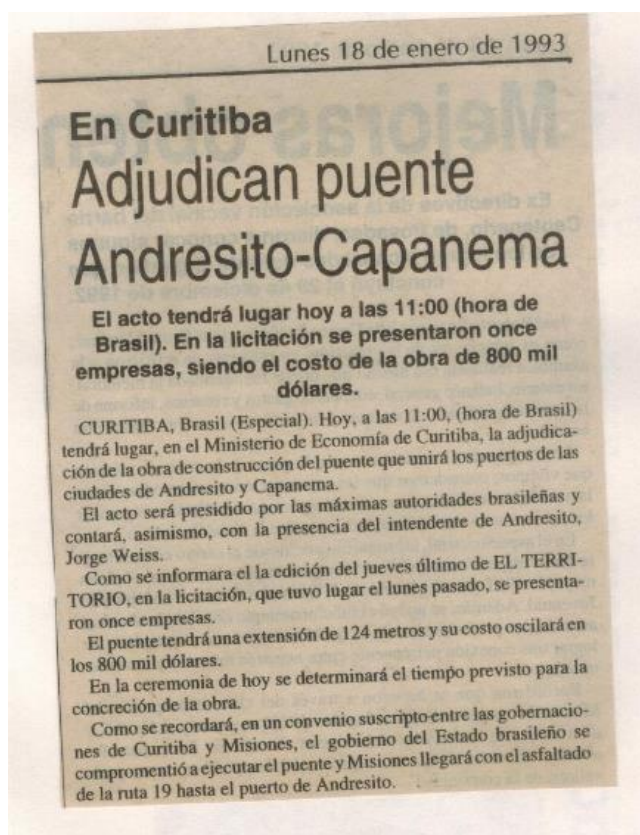 Lunes 18 de enero de 1993
En Curitiba
Adjudican puente
Andresito-Capanema
El acto tendrá lugar hoy a las 11:00 (hora de
Brasil). En la licitación se presentaron once
empresas, siendo el costo de la obra de 800 mil
dólares.
CURITIBA, Brasil (Especial). Hoy, a las 11:00, (hora de Brasil)
tendrá lugar, en el Ministerio de Economía de Curitiba, la adjudica-
ción de la obra de construcción del puente que unirá los puertos de las
ciudades de Andresito y Capanema.
El acto será presidido por las máximas autoridades brasileñas y
contará, asimismo, con la presencia del intendente de Andresito,
Jorge Weiss.
Como se informara el la edición del jueves último de EL TERRI-
TORIO, en la licitación, que tuvo lugar el lunes pasado, se presenta-
ron once empresas.
El puente tendrá una extensión de 124 metros y su costo oscilará en
los 800 mil dólares.
En la ceremonia de hoy se determinará el tiempo previsto para la
concreción de la obra.
Como se recordará, en un convenio suscripto entre las gobernacio-
nes de Curitiba y Misiones, el gobierno del Estado brasileño se
compromentió a ejecutar el puente y Misiones llegará con el asfaltado
de la ruta 19 hasta el puerto de Andresito.